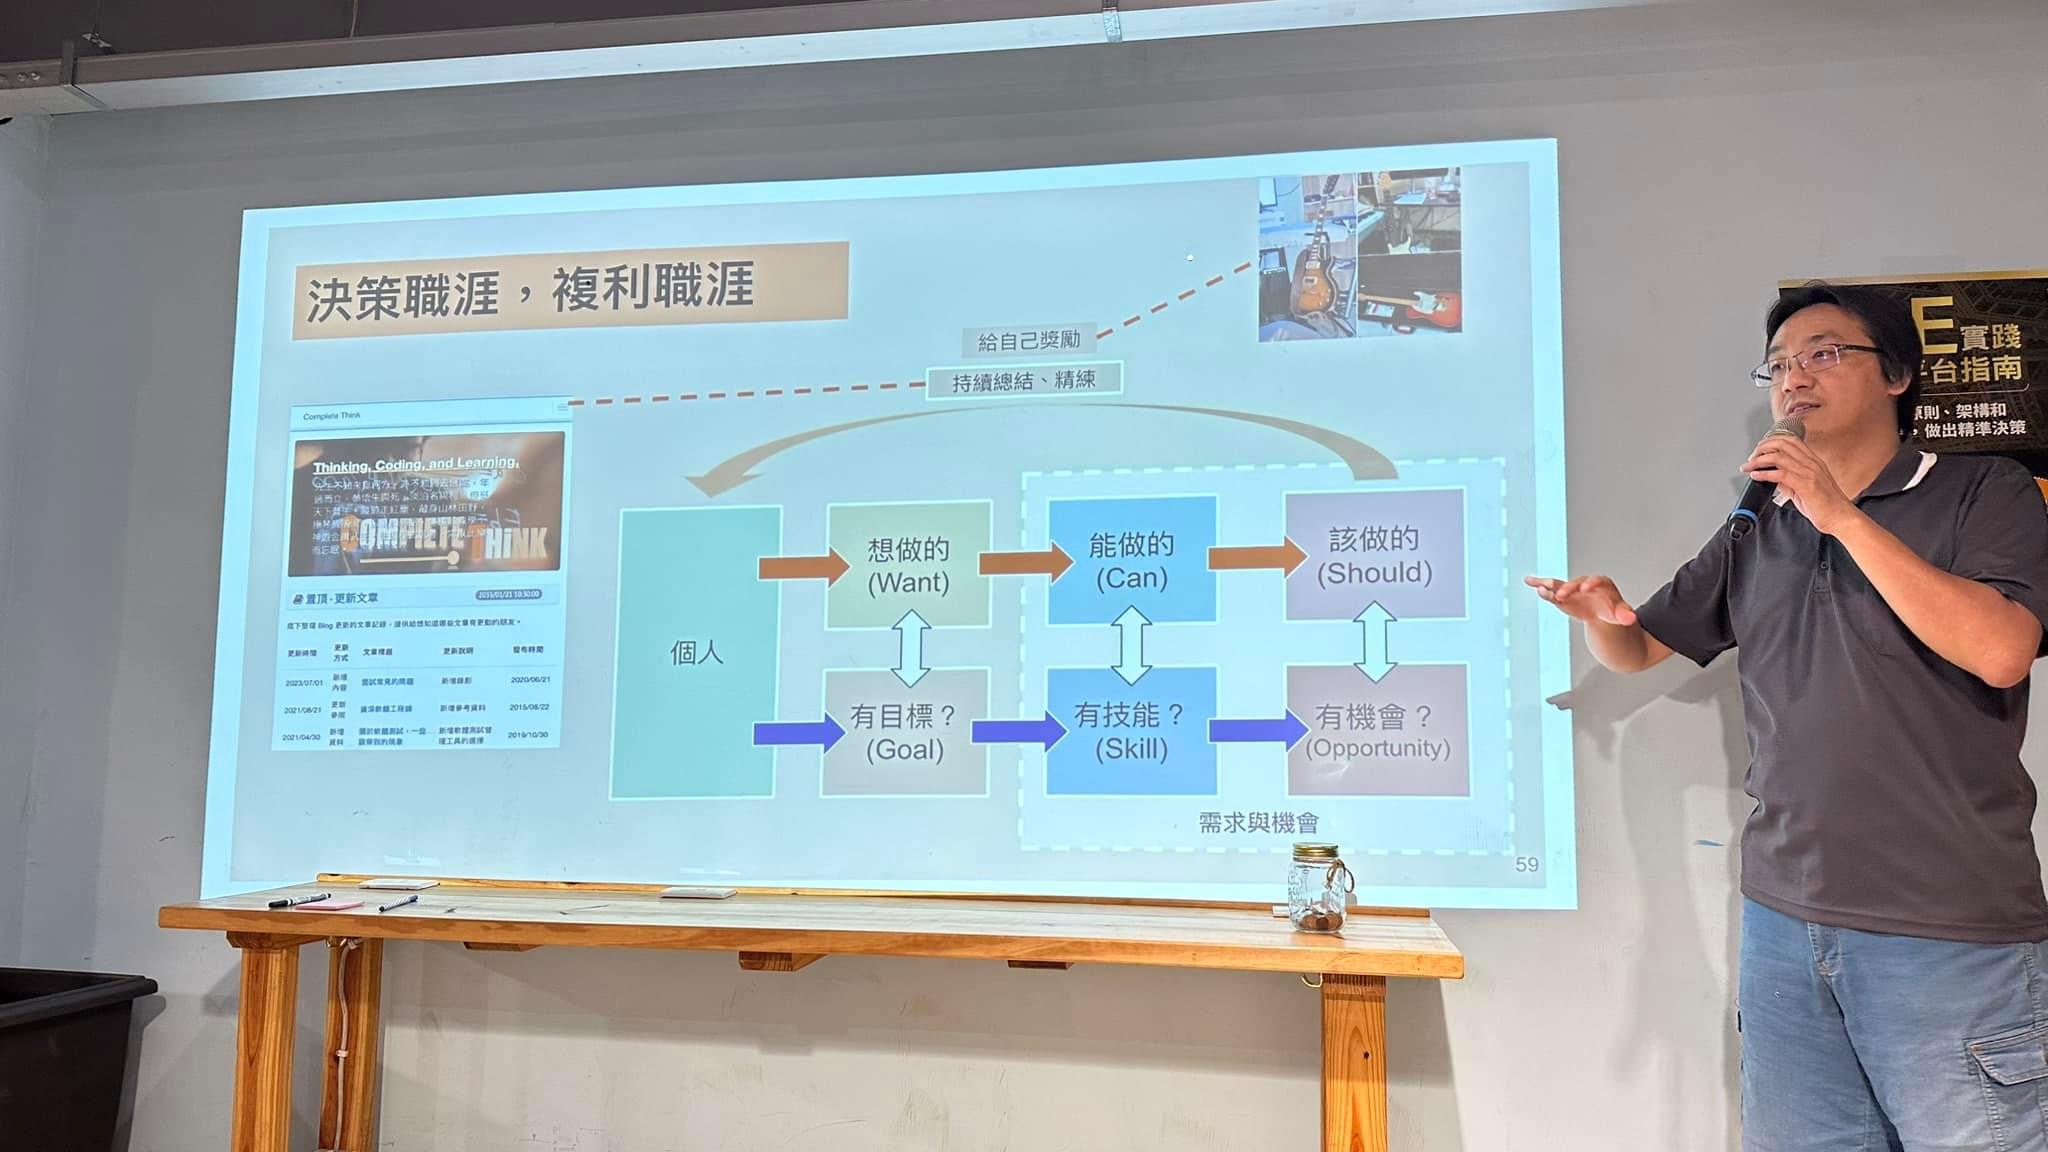 決策職涯，複利職涯
給自己獎勵
持續總結、精練
Complete Think
Thinking, Coding, and Learning.
COMPLETE THiNK
置頂 - 更新文章
2015/01/21 10:30:00
底下整理 Blog 更新的文章記錄，提供給想知道哪些文章有更動的朋友。
更新時間 更新方式 文章標題 更新說明 發布時間
2023/07/01 新增內容 面試常見的問題 新增錄影 2020/06/21
2021/08/21 更新參照 資深軟體工程師 新增參考資料 2015/08/22
2021/04/30 新增資料 關於軟體測試，一些 觀察到的現象 新增軟體測試管理工具的選擇 2019/10/30
個人
想做的
(Want)
能做的
(Can)
該做的
(Should)
有目標？
(Goal)
有技能？
(Skill)
有機會？
(Opportunity)
需求與機會
59
E實踐
平台指南
原則、架構和
，做出精準決策